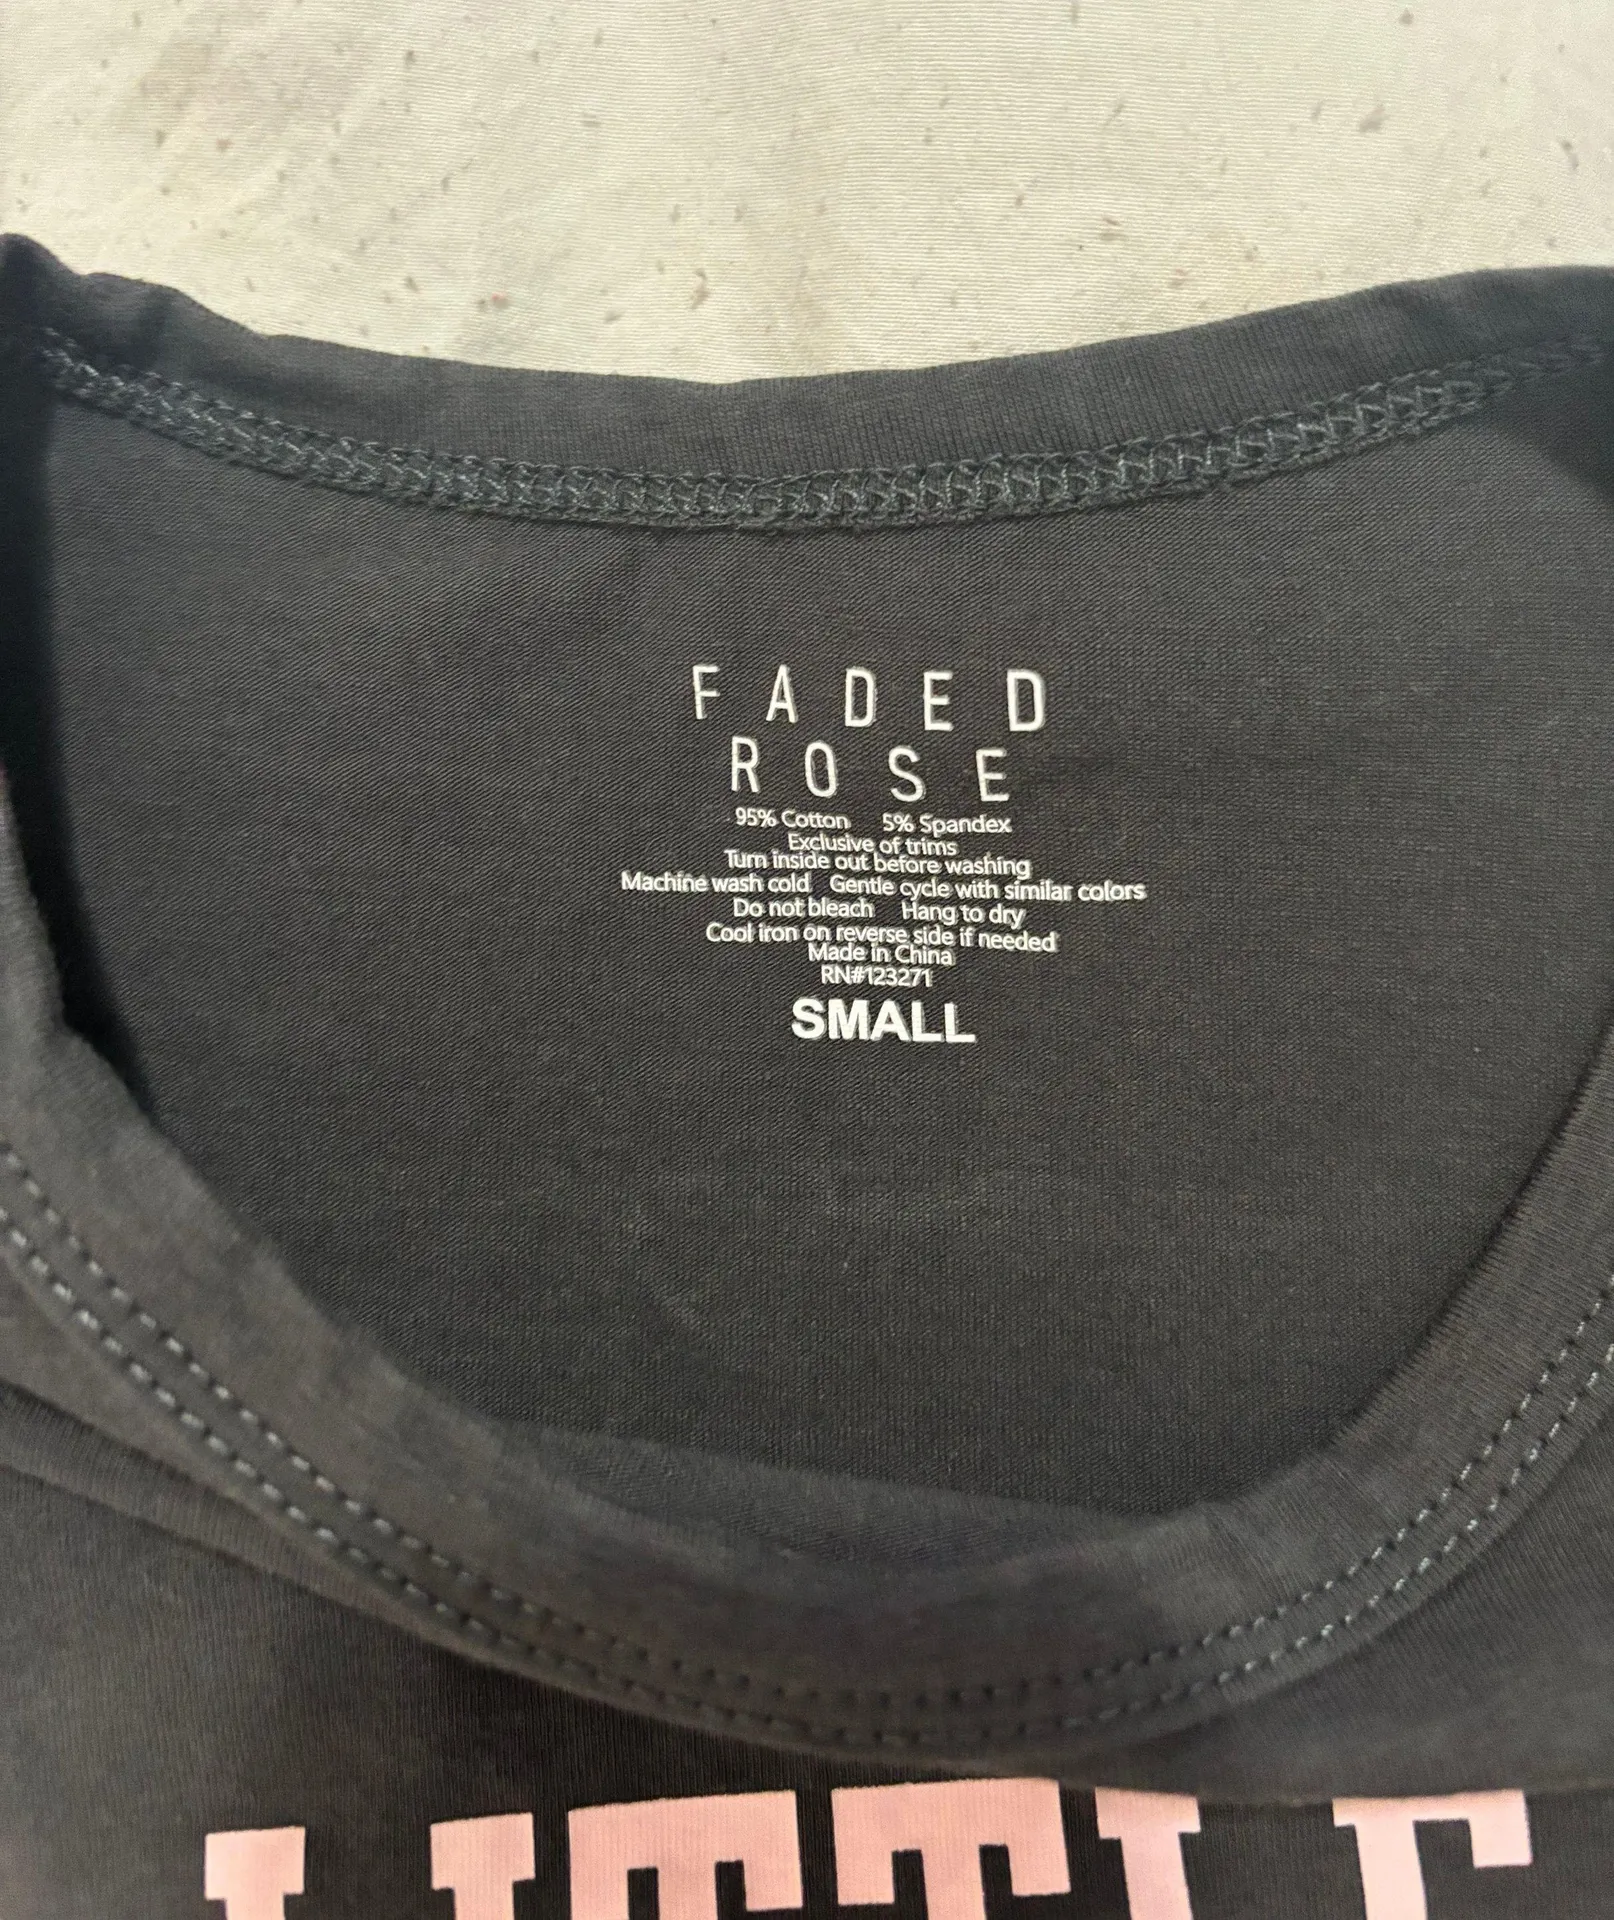 FADED
ROSE
95% Cotton 5% Spandex
Exclusive of trims
Turn inside out before washing
Machine wash cold Gentle cycle with similar colors
Do not bleach Hang to dry
Cool iron on reverse side if needed
Made in China
RN#123271
SMALL
LITTLE